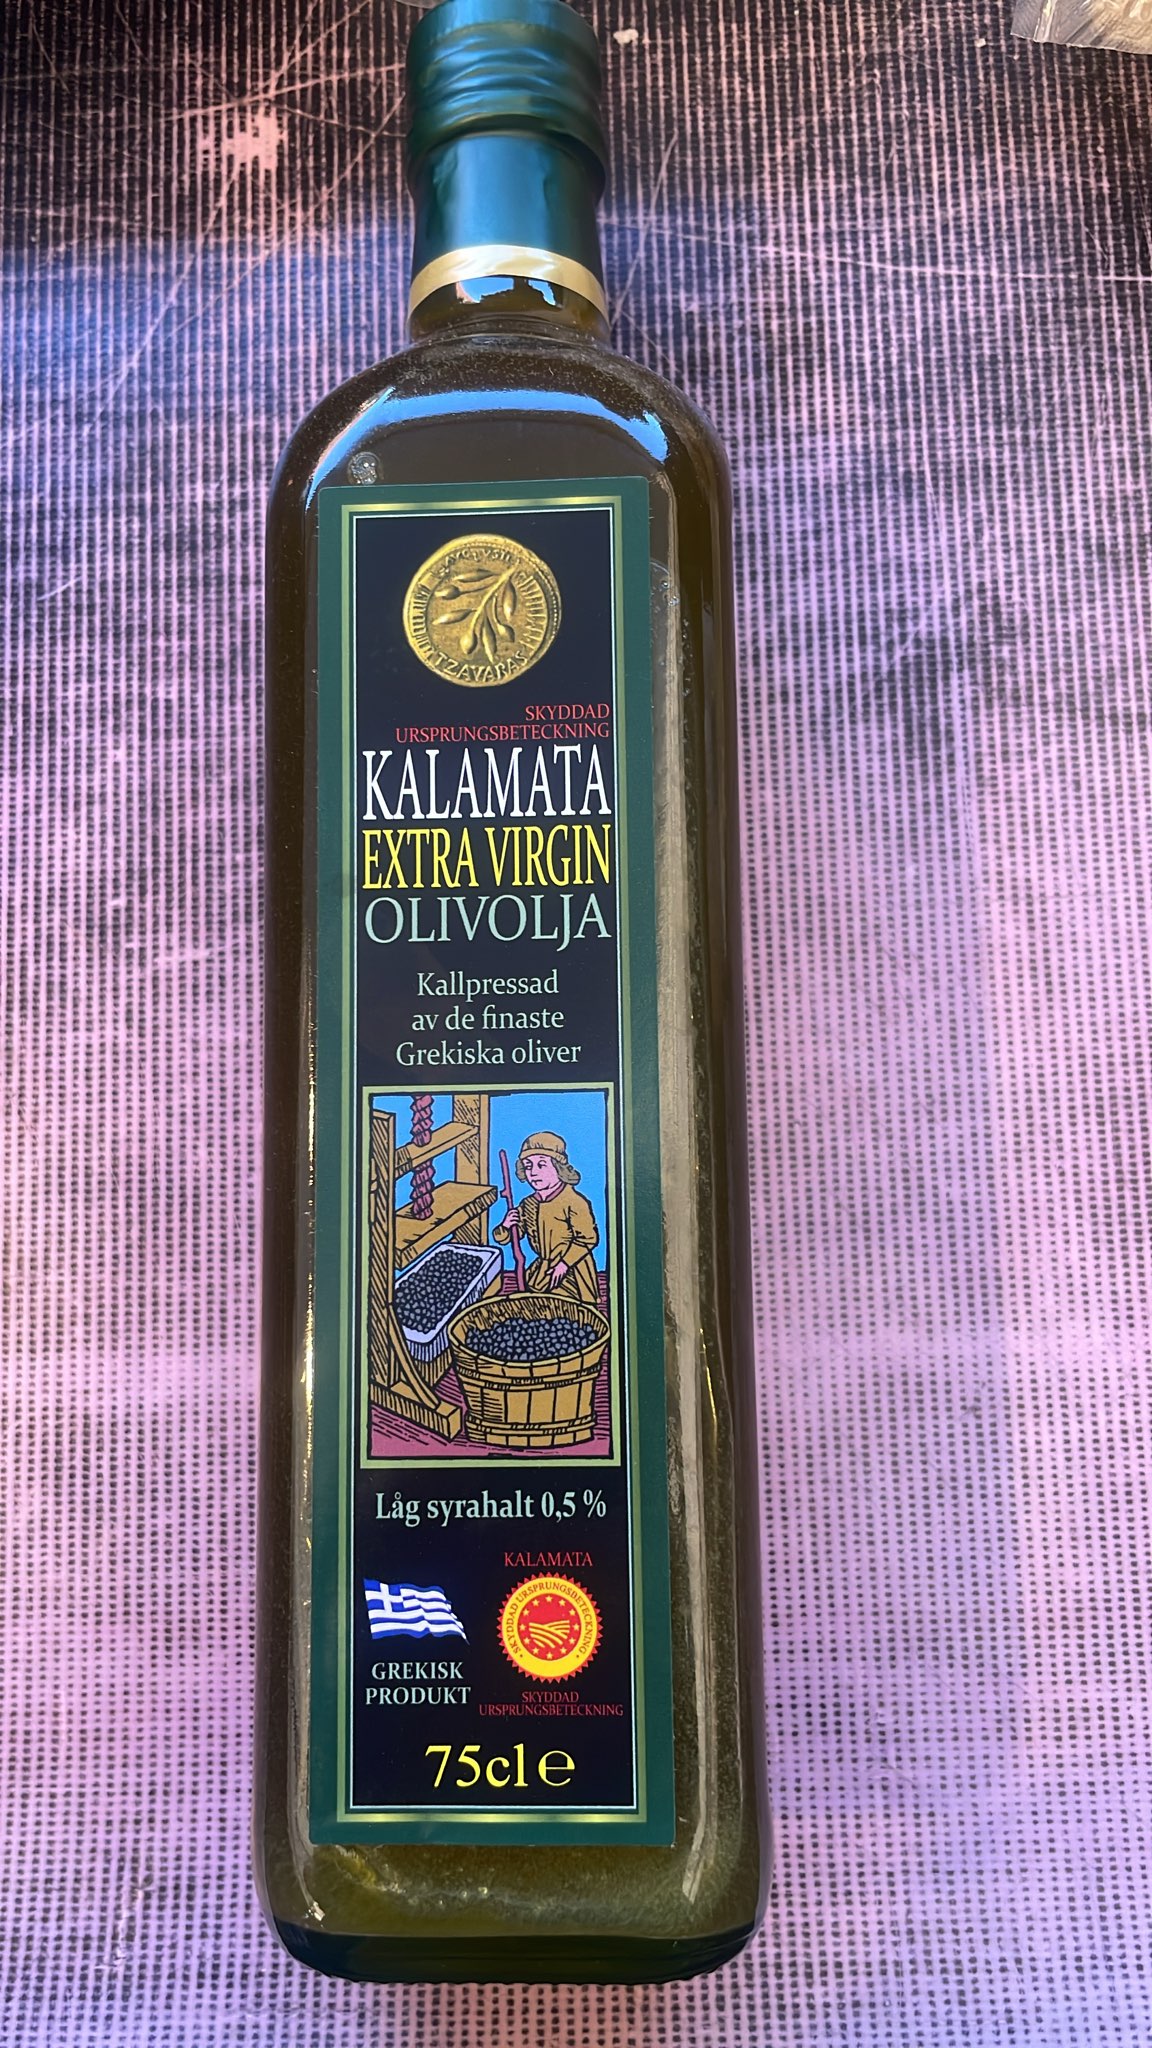 AVGVSTI
TZAVARAS
SKYDDAD
URSPRUNGSBETECKNING
KALAMATA
EXTRA VIRGIN
OLIVOLJA
Kallpressad
av de finaste
Grekiska oliver
Låg syrahalt 0,5 %
KALAMATA
SKYDDAD URSPRUNGSBETECKNING
GREKISK
PRODUKT
SKYDDAD
URSPRUNGSBETECKNING
75cl e